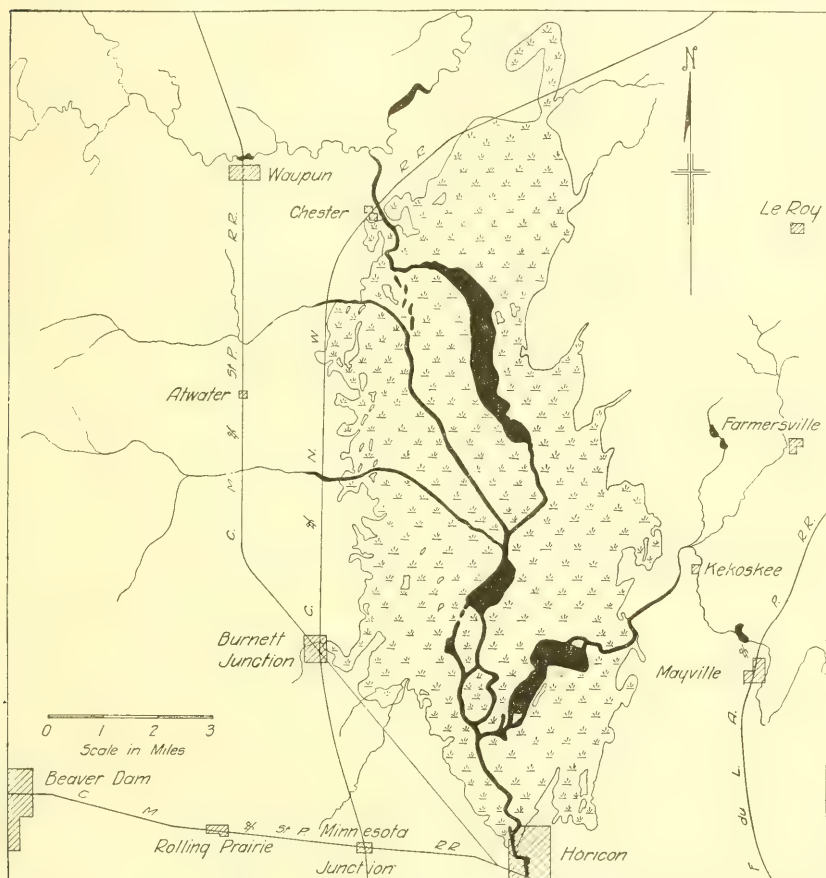 N
Waupun
R. R.
Chester
Le Roy
R. R.
W.
St. P.
Atwater
&
Farmersville
M.
N.
C.
&
R. R.
Kekoskee
C.
P.
Burnett
Junction
&
Mayville
0 1 2 3
Scale in Miles
A.
Beaver Dam
C. M. & St. P. R. R.
L.
Minnesota
Rolling Prairie
du
Junction
Horicon
F